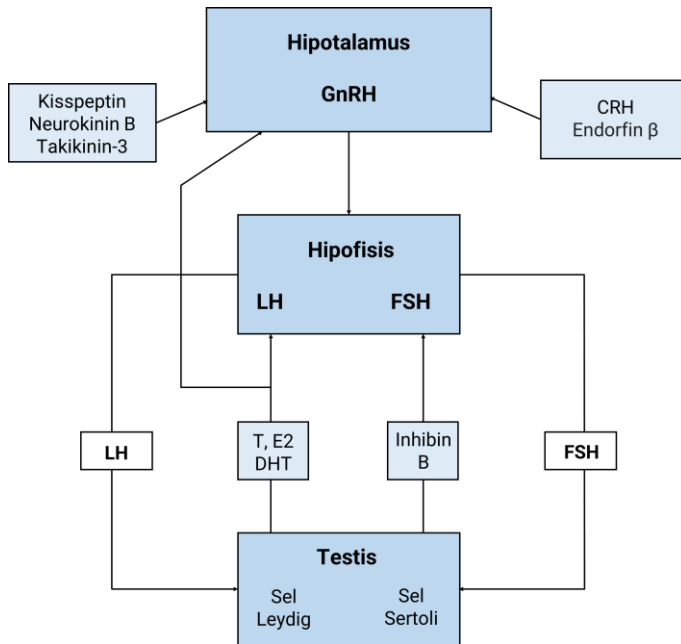 Hipotalamus
GnRH
Kisspeptin
Neurokinin B
Takikinin-3
CRH
Endorfin β
Hipofisis
LH FSH
LH
T, E2
DHT
Inhibin
B
FSH
Testis
Sel
Leydig
Sel
Sertoli